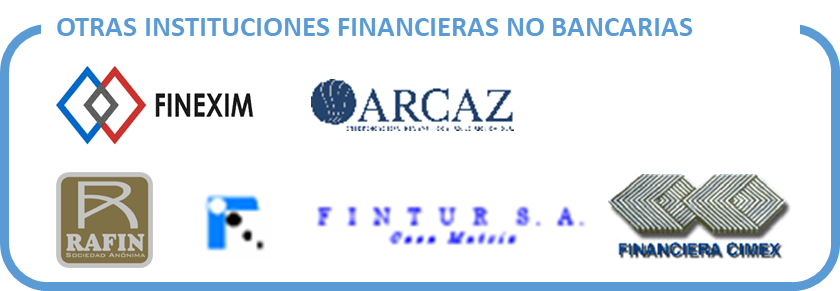 OTRAS INSTITUCIONES FINANCIERAS NO BANCARIAS
FINEXIM
ARCAZ
RAFIN
SOCIEDAD ANÓNIMA
FINTUR S.A.
Casa Matriz
FINANCIERA CIMEX